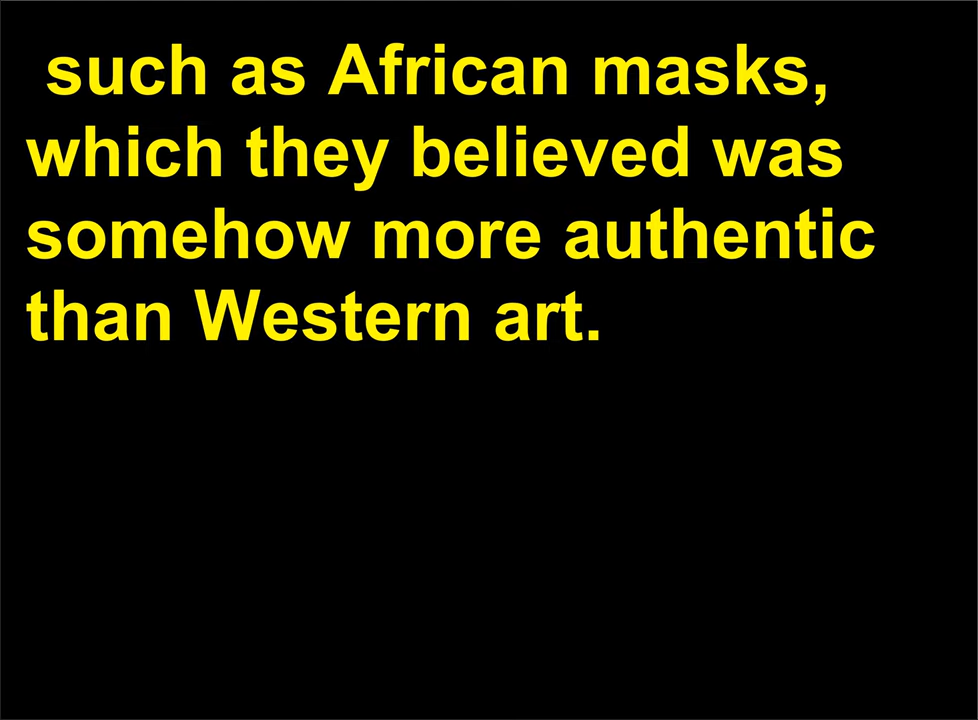 such as African masks,
which they believed was
somehow more authentic
than Western art.